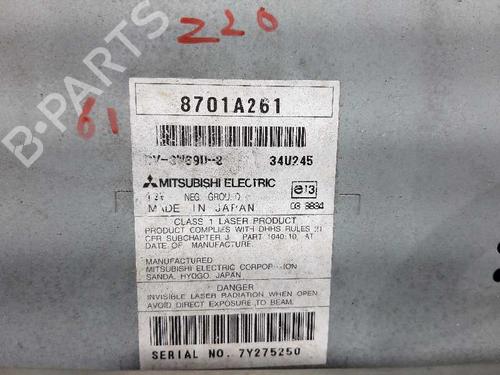 B-PARTS
220
61
8701A261
34U245
MITSUBISHI ELECTRIC
NEG. GROUND
e13
MADE IN JAPAN
03 3834
CLASS 1 LASER PRODUCT
PRODUCT COMPLIES WITH DHHS RULES 21
CFR SUBCHAPTER J, PART 1040:10, AT
DATE OF MANUFACTURE.
MANUFACTURED
MITSUBISHI ELECTRIC CORPORATION
SANDA, HYOGO, JAPAN
DANGER
INVISIBLE LASER RADIATION WHEN OPEN
AVOID DIRECT EXPOSURE TO BEAM.
SERIAL NO. 7Y275250